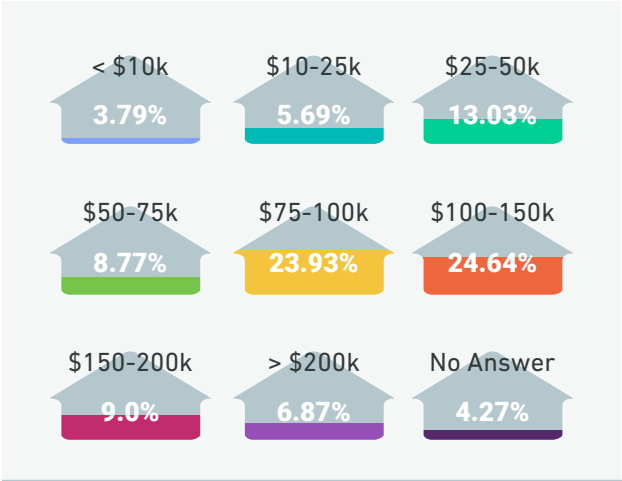 < $10k
$10-25k
$25-50k
3.79%
5.69%
13.03%
$50-75k
$75-100k
$100-150k
8.77%
23.93%
24.64%
$150-200k
> $200k
No Answer
9.0%
6.87%
4.27%